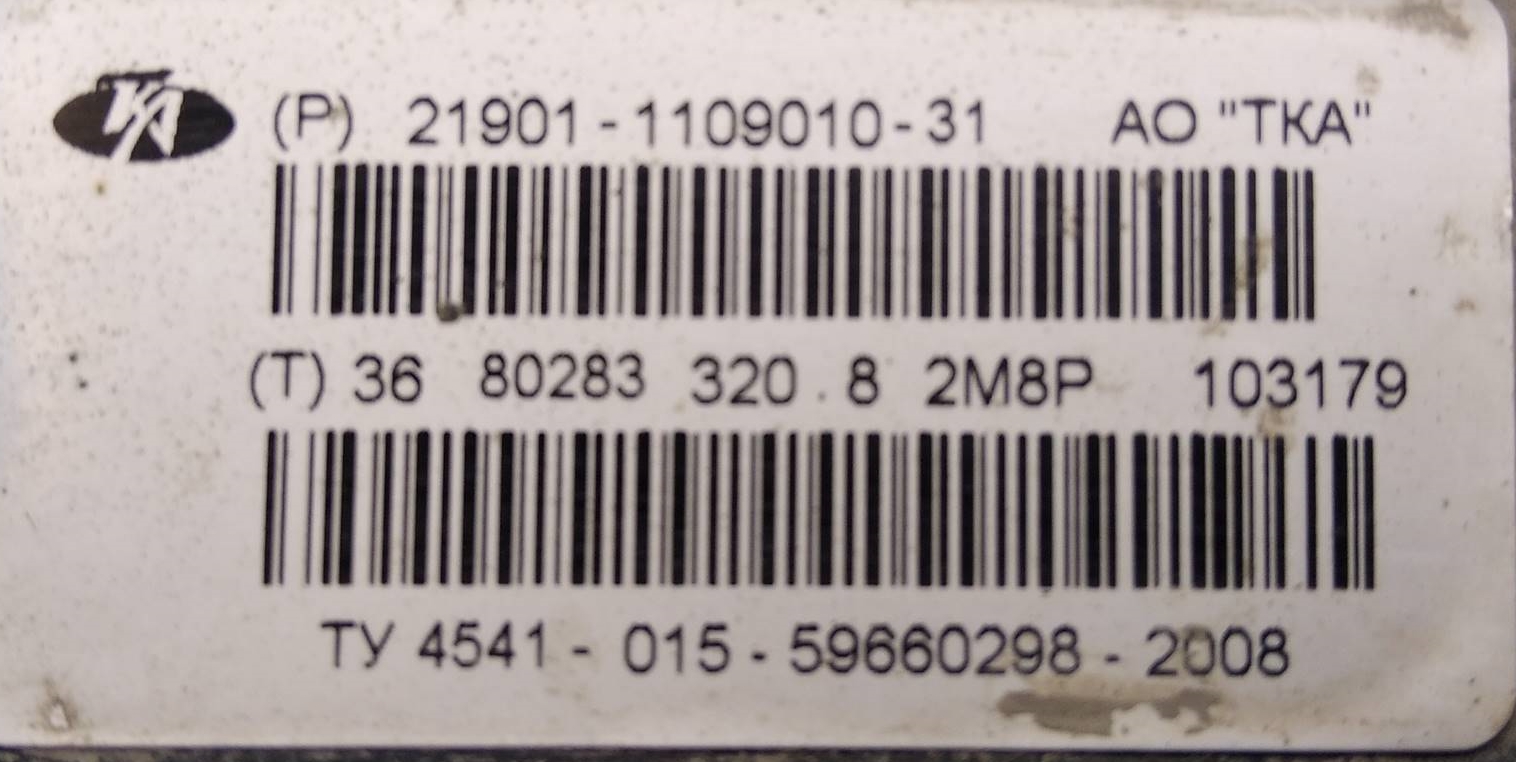 (P) 21901-1109010-31 АО "ТКА"
(T) 36 80283 320 . 8 2M8P 103179
ТУ 4541 - 015 - 59660298 - 2008